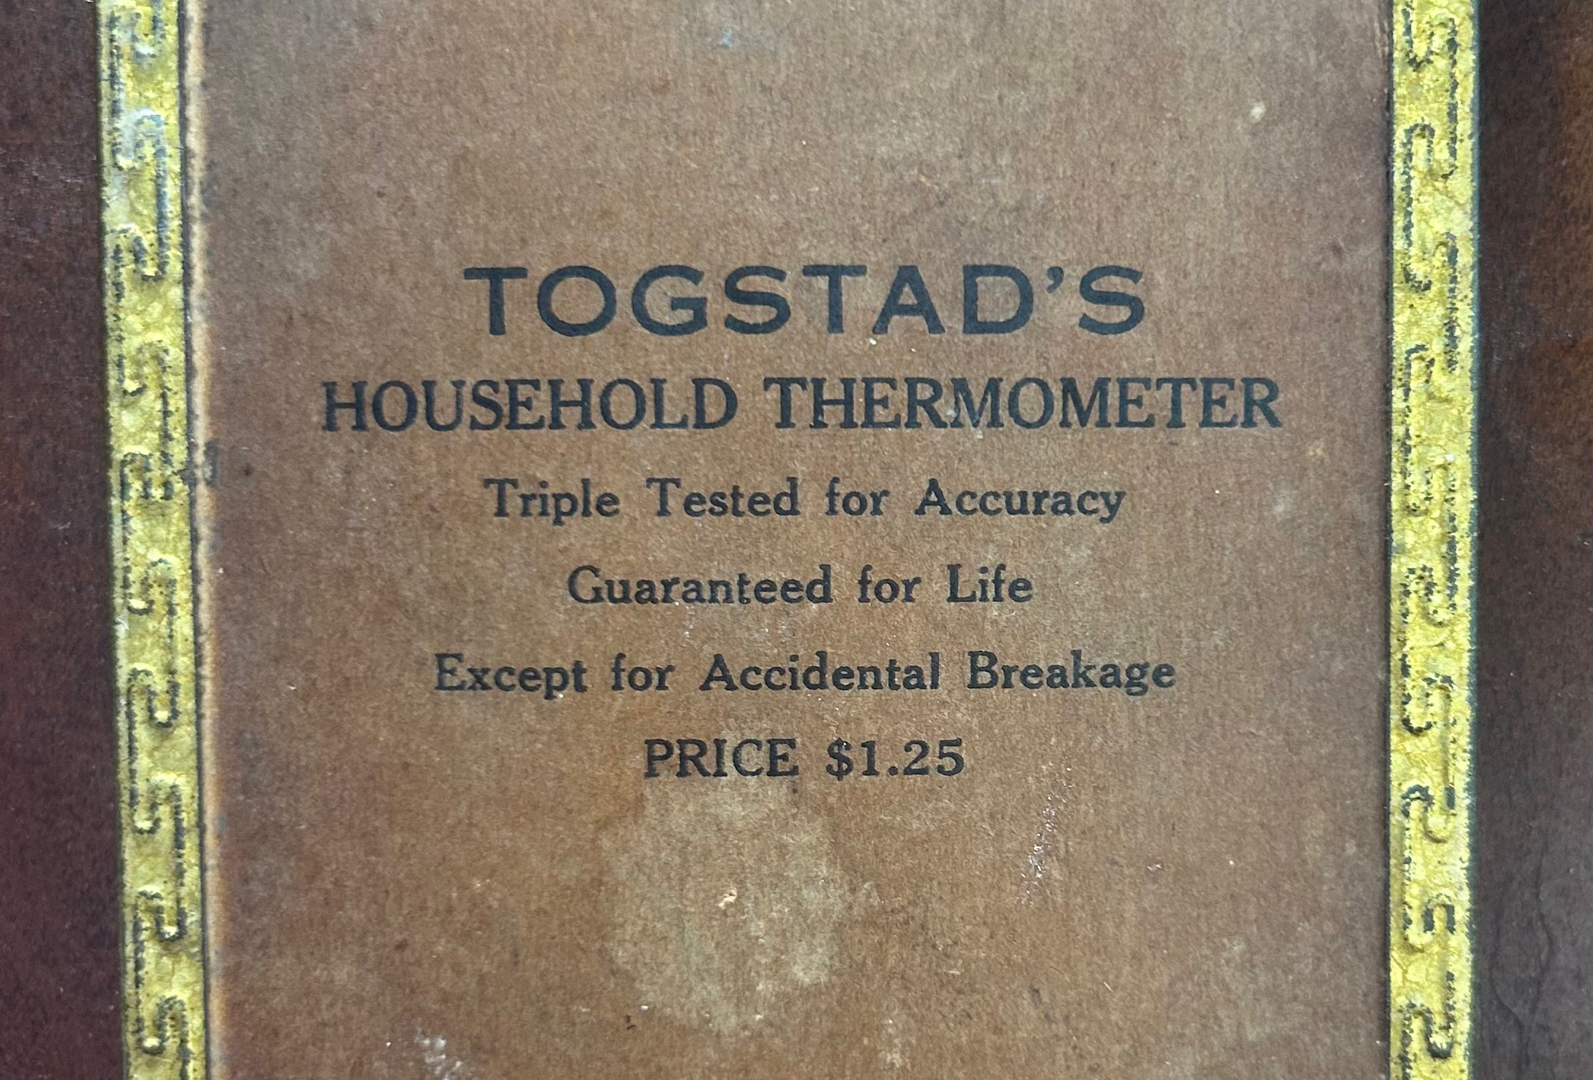 TOGSTAD'S
HOUSEHOLD THERMOMETER
Triple Tested for Accuracy
Guaranteed for Life
Except for Accidental Breakage
PRICE $1.25